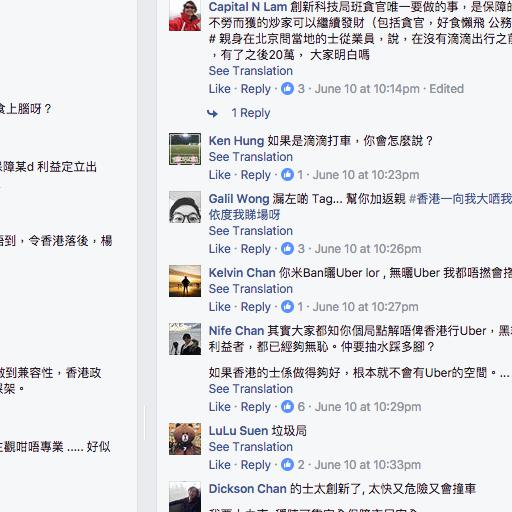 食上腦呀？
保障某d 利益定立出
唔到，令香港落後，楊
做到兼容性，香港政
架。
主觀咁唔專業 ..... 好似
Capital N Lam 創新科技局班貪官唯一要做的事，是保障的
不勞而獲的炒家可以繼續發財（包括貪官，好食懶飛 公務
# 親身在北京問當地的士從業員，說，在沒有滴滴出行之前
，有了之後20萬， 大家明白嗎
See Translation
Like · Reply · 3 · June 10 at 10:14pm · Edited
1 Reply
Ken Hung 如果是滴滴打車，你會怎麼說？
See Translation
Like · Reply · 1 · June 10 at 10:23pm
Galil Wong 漏左啲 Tag... 幫你加返親 #香港一向我大哂我
依度我睇場呀
See Translation
Like · Reply · 3 · June 10 at 10:26pm
Kelvin Chan 你米Ban曬Uber lor , 無曬Uber 我都唔撚會搭
See Translation
Like · Reply · 1 · June 10 at 10:27pm
Nife Chan 其實大家都知你個局點解唔俾香港行Uber，黑
利益者，都已經夠無恥。仲要抽水踩多腳？
如果香港的士係做得夠好，根本就不會有Uber的空間。...
See Translation
Like · Reply · 6 · June 10 at 10:29pm
LuLu Suen 垃圾局
See Translation
Like · Reply · 2 · June 10 at 10:33pm
Dickson Chan 的士太創新了, 太快又危險又會撞車